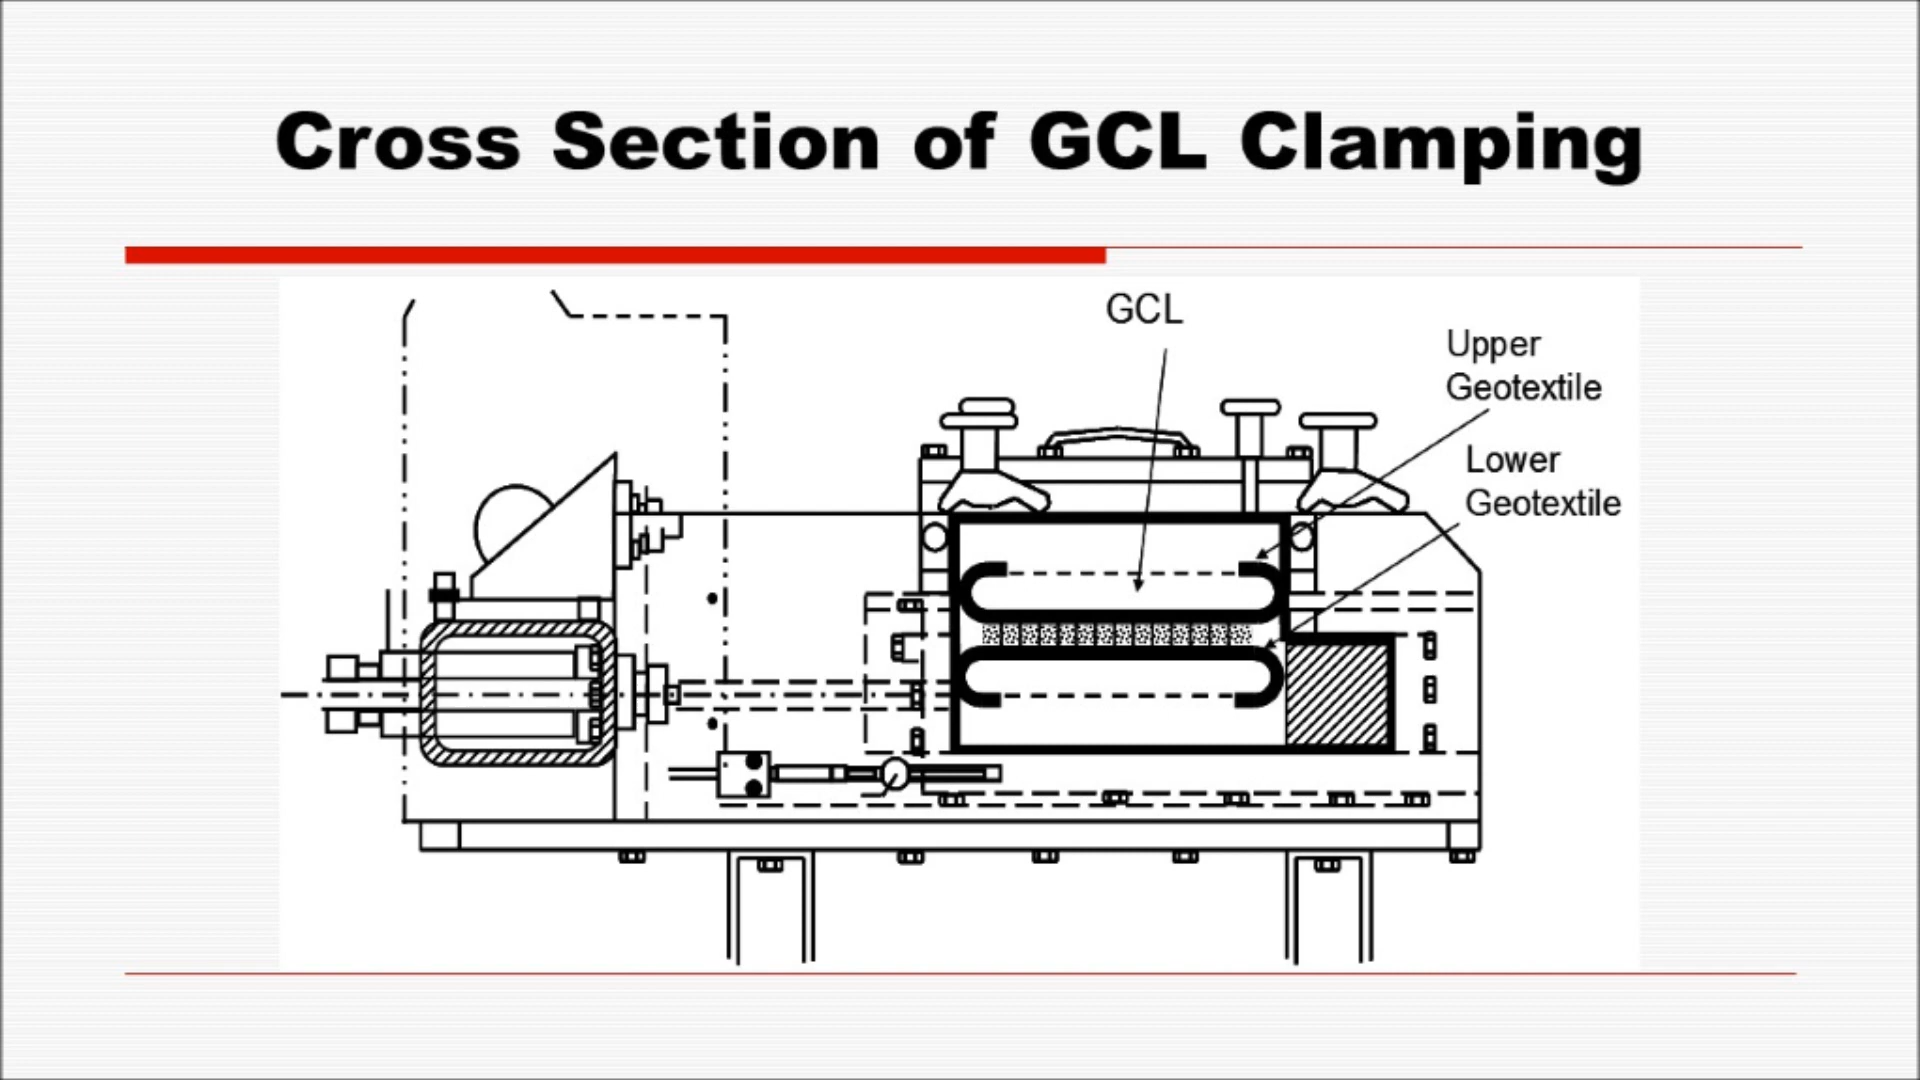 Cross Section of GCL Clamping
GCL
Upper
Geotextile
Lower
Geotextile